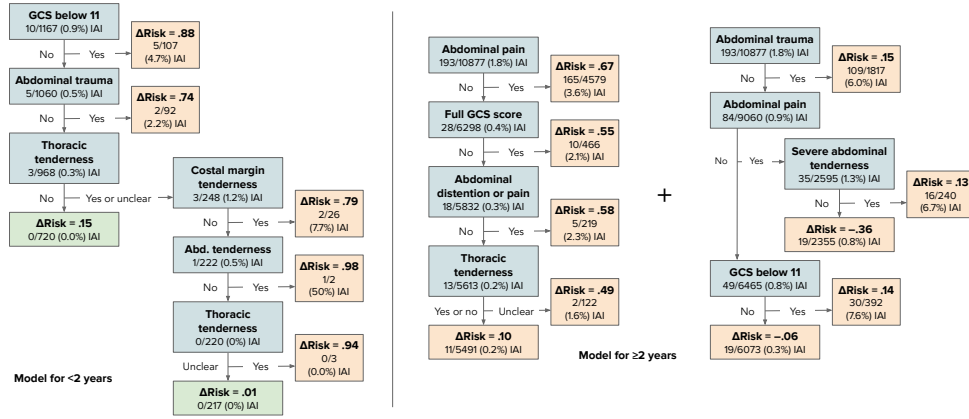 GCS below 11
10/1167 (0.9%) IAI
No
Yes
ΔRisk = .88
5/107
(4.7%) IAI
Abdominal trauma
5/1060 (0.5%) IAI
No
Yes
ΔRisk = .74
2/92
(2.2%) IAI
Thoracic
tenderness
3/968 (0.3%) IAI
No
Yes or unclear
ΔRisk = .15
0/720 (0.0%) IAI
Costal margin
tenderness
3/248 (1.2%) IAI
No
Yes
ΔRisk = .79
2/26
(7.7%) IAI
Abd. tenderness
1/222 (0.5%) IAI
No
Yes
ΔRisk = .98
1/2
(50%) IAI
Thoracic
tenderness
0/220 (0%) IAI
Unclear
Yes
ΔRisk = .94
0/3
(0.0%) IAI
ΔRisk = .01
0/217 (0%) IAI
Model for <2 years
Abdominal pain
193/10877 (1.8%) IAI
No
Yes
ΔRisk = .67
165/4579
(3.6%) IAI
Full GCS score
28/6298 (0.4%) IAI
No
Yes
ΔRisk = .55
10/466
(2.1%) IAI
Abdominal
distention or pain
18/5832 (0.3%) IAI
No
Yes
ΔRisk = .58
5/219
(2.3%) IAI
Thoracic
tenderness
13/5613 (0.2%) IAI
Yes or no
Unclear
ΔRisk = .49
2/122
(1.6%) IAI
ΔRisk = .10
11/5491 (0.2%) IAI
+
Abdominal trauma
193/10877 (1.8%) IAI
No
Yes
ΔRisk = .15
109/1817
(6.0%) IAI
Abdominal pain
84/9060 (0.9%) IAI
No
Yes
Severe abdominal
tenderness
35/2595 (1.3%) IAI
No
Yes
ΔRisk = .13
16/240
(6.7%) IAI
ΔRisk = –.36
19/2355 (0.8%) IAI
GCS below 11
49/6465 (0.8%) IAI
No
Yes
ΔRisk = .14
30/392
(7.6%) IAI
ΔRisk = –.06
19/6073 (0.3%) IAI
Model for ≥2 years